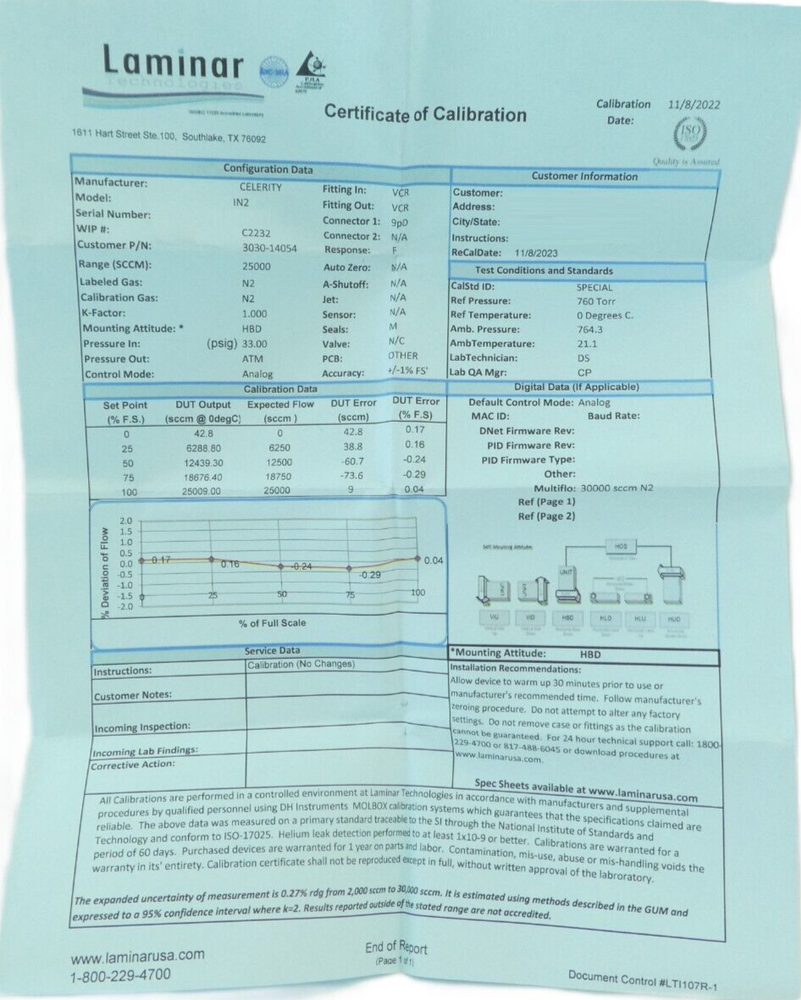 Laminar
Technologies
1611 Hart Street Ste.100, Southlake, TX 76092
Certificate of Calibration
Calibration Date: 11/8/2022
ISO
Quality is Assured
Configuration Data
Manufacturer: CELERITY
Model: IN2
Serial Number:
WIP #: C2232
Customer P/N: 3030-14054
Range (SCCM): 25000
Labeled Gas: N2
Calibration Gas: N2
K-Factor: 1.000
Mounting Attitude: * HBD
Pressure In: (psig) 33.00
Pressure Out: ATM
Control Mode: Analog
Fitting In: VCR
Fitting Out: VCR
Connector 1: 9p0
Connector 2: N/A
Response: F
Auto Zero: N/A
A-Shutoff: N/A
Jet: N/A
Sensor: N/A
Seals: M
Valve: N/C
PCB: OTHER
Accuracy: +/-1% FS'
Customer Information
Customer:
Address:
City/State:
Instructions:
ReCalDate: 11/8/2023
Test Conditions and Standards
CalStd ID: SPECIAL
Ref Pressure: 760 Torr
Ref Temperature: 0 Degrees C.
Amb. Pressure: 764.3
AmbTemperature: 21.1
LabTechnician: DS
Lab QA Mgr: CP
Calibration Data
Set Point DUT Output Expected Flow DUT Error DUT Error
(% F.S.) (sccm @ 0degC) (sccm ) (sccm) (% F.S)
0 42.8 0 42.8 0.17
25 6288.80 6250 38.8 0.16
50 12439.30 12500 -60.7 -0.24
75 18676.40 18750 -73.6 -0.29
100 25009.00 25000 9 0.04
Digital Data (If Applicable)
Default Control Mode: Analog
MAC ID: Baud Rate:
DNet Firmware Rev:
PID Firmware Rev:
PID Firmware Type:
Other:
Multiflo: 30000 sccm N2
Ref (Page 1)
Ref (Page 2)
% Deviation of Flow
2.0
1.5
1.0
0.5
0.0
-0.5
-1.0
-1.5
-2.0
0.17
0.16
-0.24
-0.29
0.04
0 25 50 75 100
% of Full Scale
MFC Mounting Attitude
HOS
UNIT
VIU VID HBD HLD HLU HUD
*Mounting Attitude: HBD
Service Data
Instructions: Calibration (No Changes)
Customer Notes:
Incoming Inspection:
Incoming Lab Findings:
Corrective Action:
Installation Recommendations:
Allow device to warm up 30 minutes prior to use or
manufacturer's recommended time. Follow manufacturer's
zeroing procedure. Do not attempt to alter any factory
settings. Do not remove case or fittings as the calibration
cannot be guaranteed. For 24 hour technical support call: 1800-
229-4700 or 817-488-6045 or download procedures at
www.laminarusa.com.
Spec Sheets available at www.laminarusa.com
All Calibrations are performed in a controlled environment at Laminar Technologies in accordance with manufacturers and supplemental
procedures by qualified personnel using DH Instruments MOLBOX calibration systems which guarantees that the specifications claimed are
reliable. The above data was measured on a primary standard traceable to the SI through the National Institute of Standards and
Technology and conform to ISO-17025. Helium leak detection performed to at least 1x10-9 or better. Calibrations are warranted for a
period of 60 days. Purchased devices are warranted for 1 year on parts and labor. Contamination, mis-use, abuse or mis-handling voids the
warranty in its' entirety. Calibration certificate shall not be reproduced except in full, without written approval of the labroratory.
The expanded uncertainty of measurement is 0.27% rdg from 2,000 sccm to 30,000 sccm. It is estimated using methods described in the GUM and
expressed to a 95% confidence interval where k=2. Results reported outside of the stated range are not accredited.
www.laminarusa.com
1-800-229-4700
End of Report
(Page 1 of 1)
Document Control #LTI107R-1